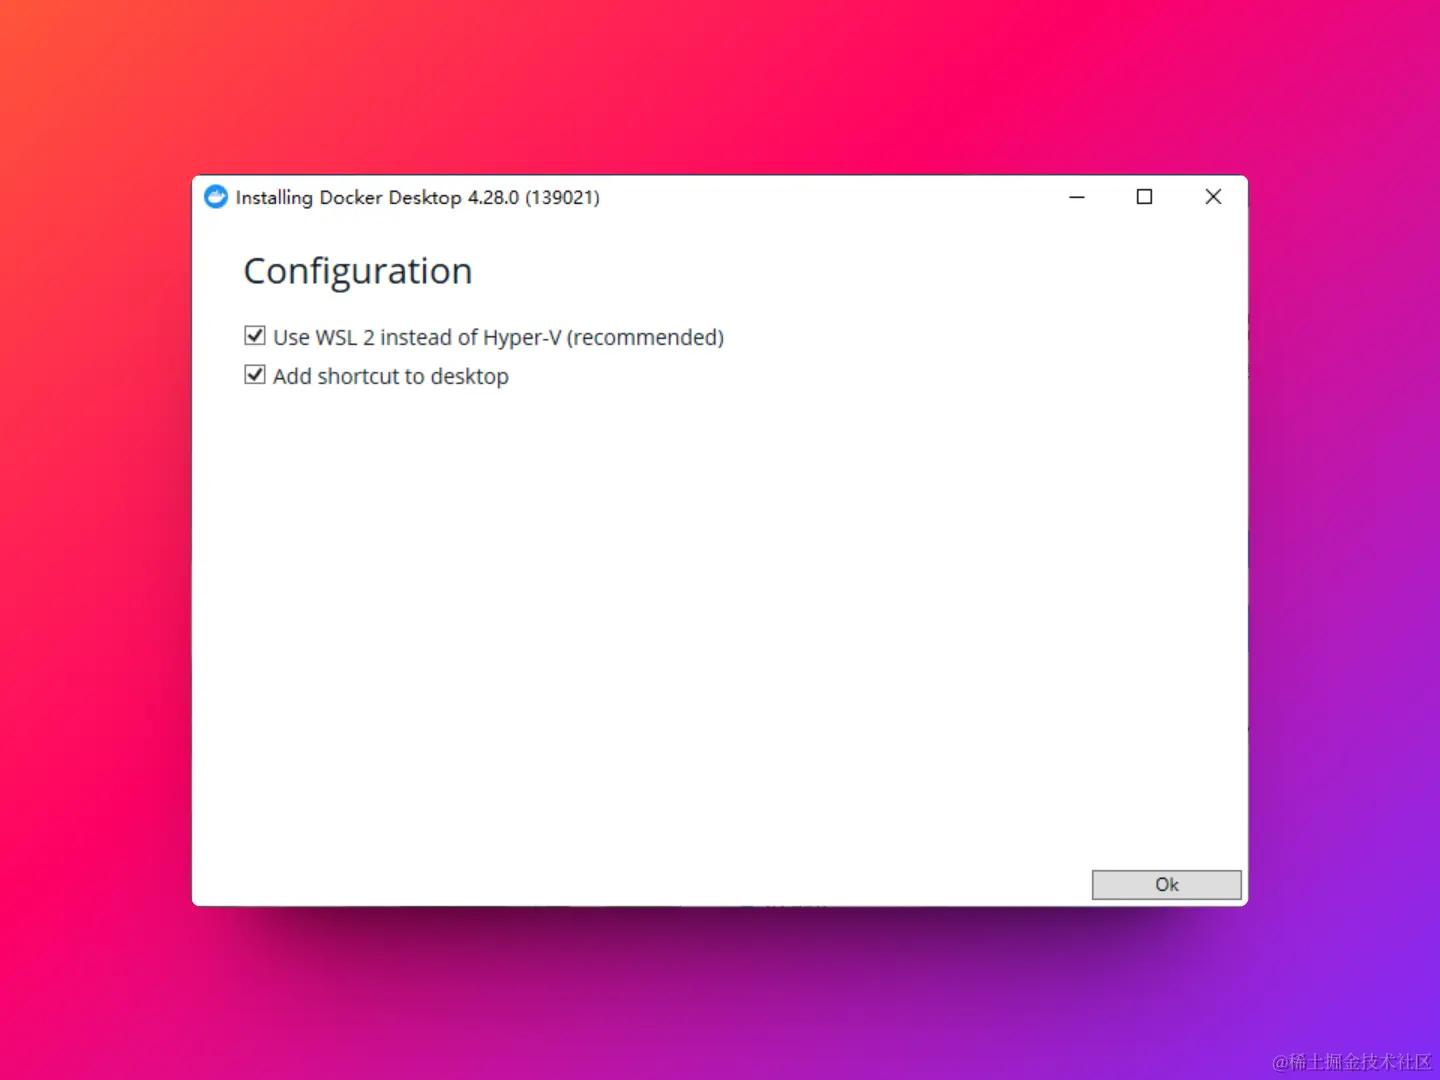 Installing Docker Desktop 4.28.0 (139021)
Configuration
Use WSL 2 instead of Hyper-V (recommended)
Add shortcut to desktop
Ok
@稀土掘金技术社区